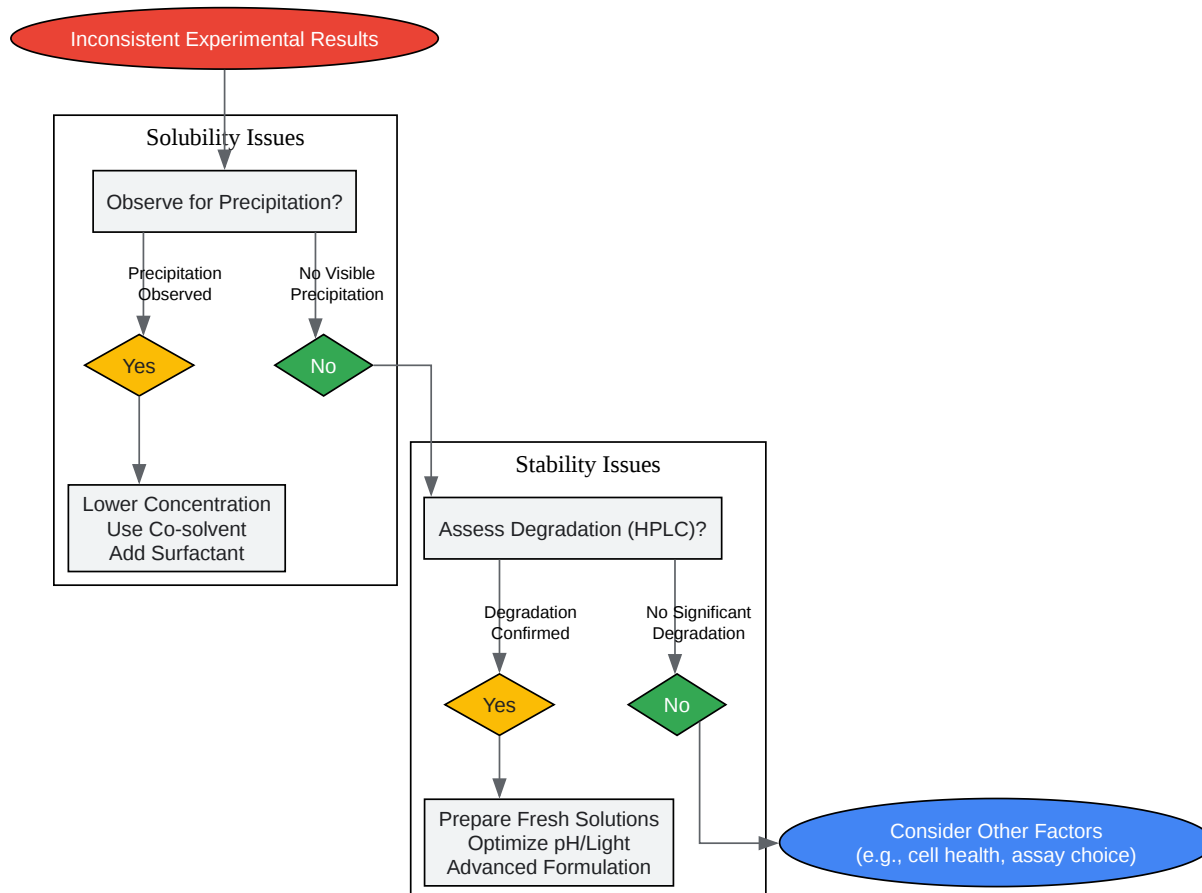 Inconsistent Experimental Results
Solubility Issues
Observe for Precipitation?
Precipitation
Observed
No Visible
Precipitation
Yes
No
Lower Concentration
Use Co-solvent
Add Surfactant
Stability Issues
Assess Degradation (HPLC)?
Degradation
Confirmed
No Significant
Degradation
Yes
No
Prepare Fresh Solutions
Optimize pH/Light
Advanced Formulation
Consider Other Factors
(e.g., cell health, assay choice)